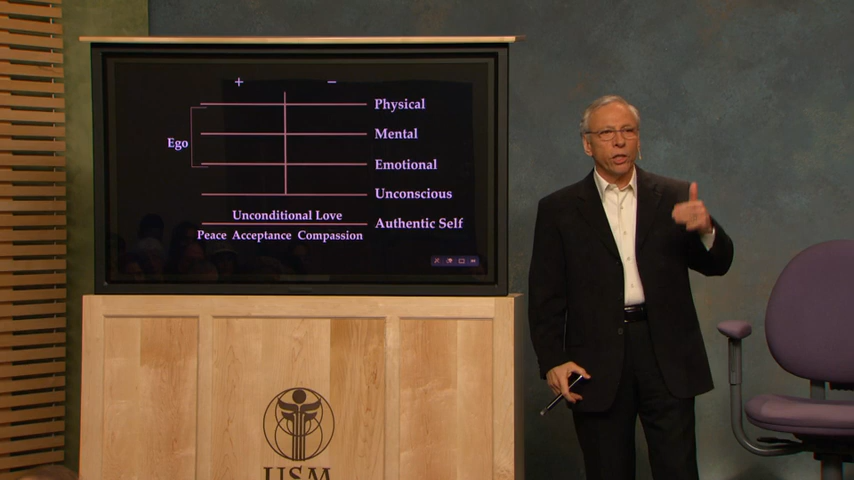 + −
Physical
Mental
Ego
Emotional
Unconscious
Unconditional Love
Authentic Self
Peace Acceptance Compassion
USM